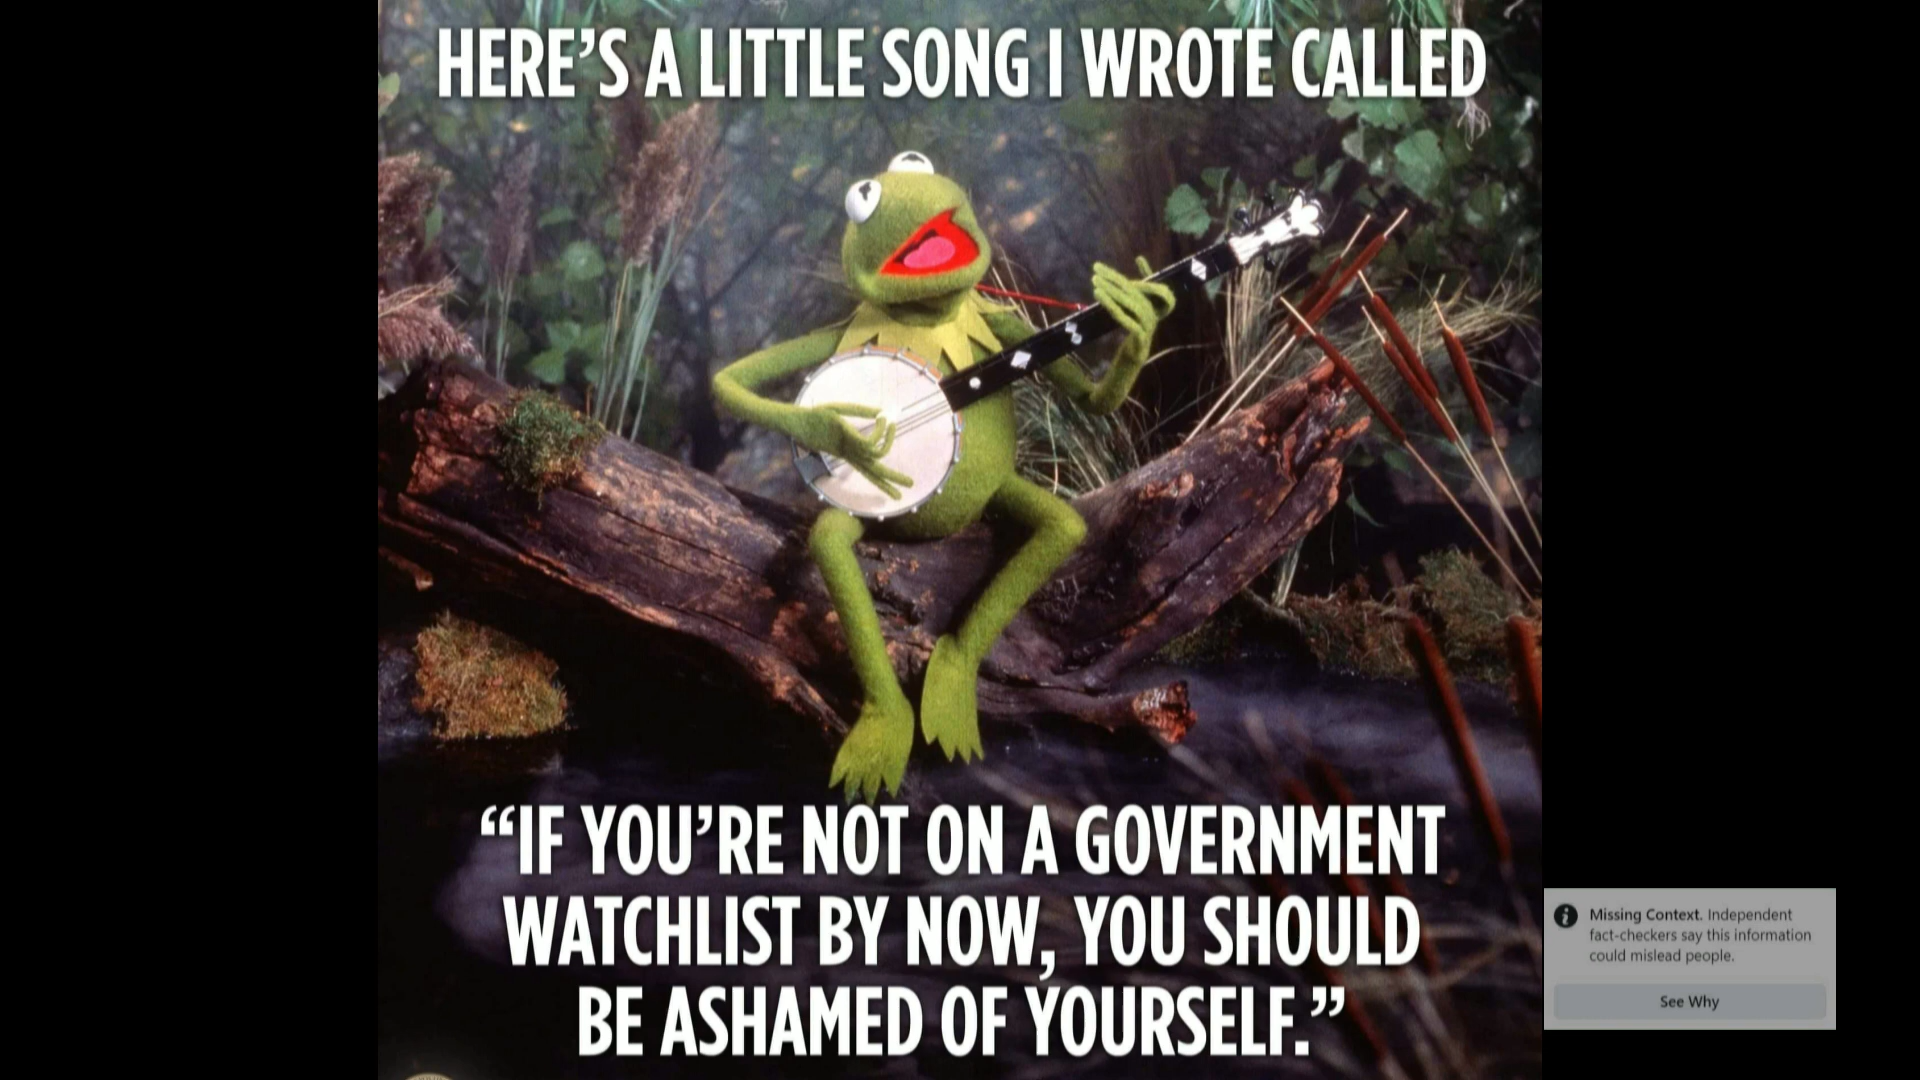 HERE'S A LITTLE SONG I WROTE CALLED
“IF YOU’RE NOT ON A GOVERNMENT
WATCHLIST BY NOW, YOU SHOULD
BE ASHAMED OF YOURSELF.”
Missing Context. Independent
fact-checkers say this information
could mislead people.
See Why